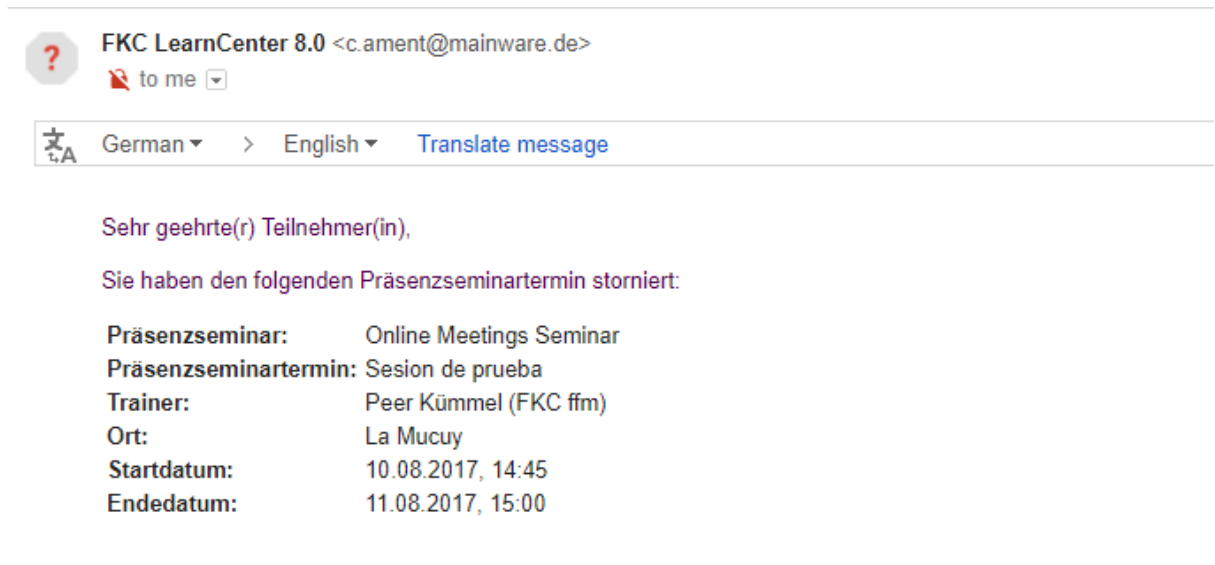 FKC LearnCenter 8.0 <c.ament@mainware.de>
?
to me
German > English Translate message
Sehr geehrte(r) Teilnehmer(in),
Sie haben den folgenden Präsenzseminartermin storniert:
Präsenzseminar: Online Meetings Seminar
Präsenzseminartermin: Sesion de prueba
Trainer: Peer Kümmel (FKC ffm)
Ort: La Mucuy
Startdatum: 10.08.2017, 14:45
Endedatum: 11.08.2017, 15:00